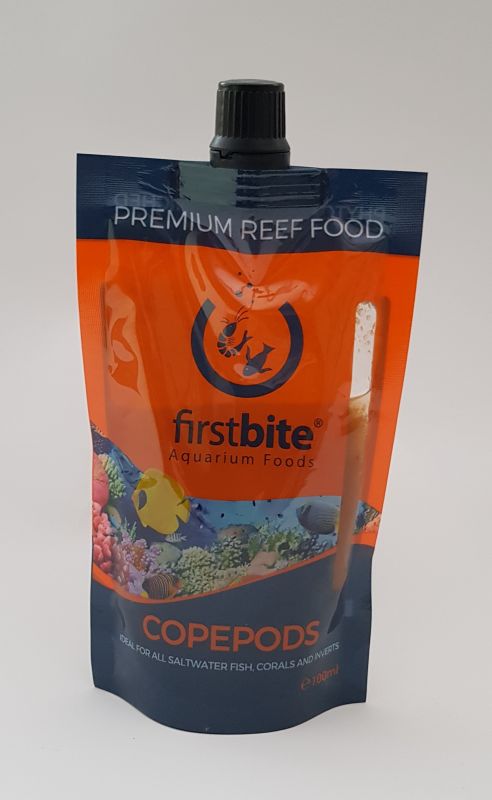 PREMIUM REEF FOOD
firstbite®
Aquarium Foods
COPEPODS
IDEAL FOR ALL SALTWATER FISH, CORALS AND INVERTS
℮100ml